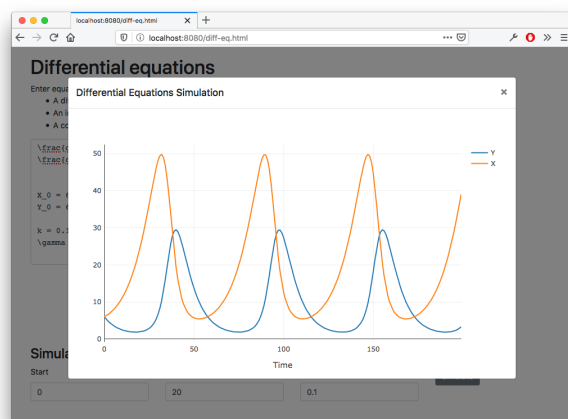 localhost:8080/diff-eq.html
localhost:8080/diff-eq.html
Differential equations
Enter equa
A di
An i
A co
Differential Equations Simulation
\frac{
\frac{
X_0 =
Y_0 =
k = 0.1
\gamma
Y
X
50
40
30
20
10
0
0
50
100
150
Time
Simula
Start
0
20
0.1